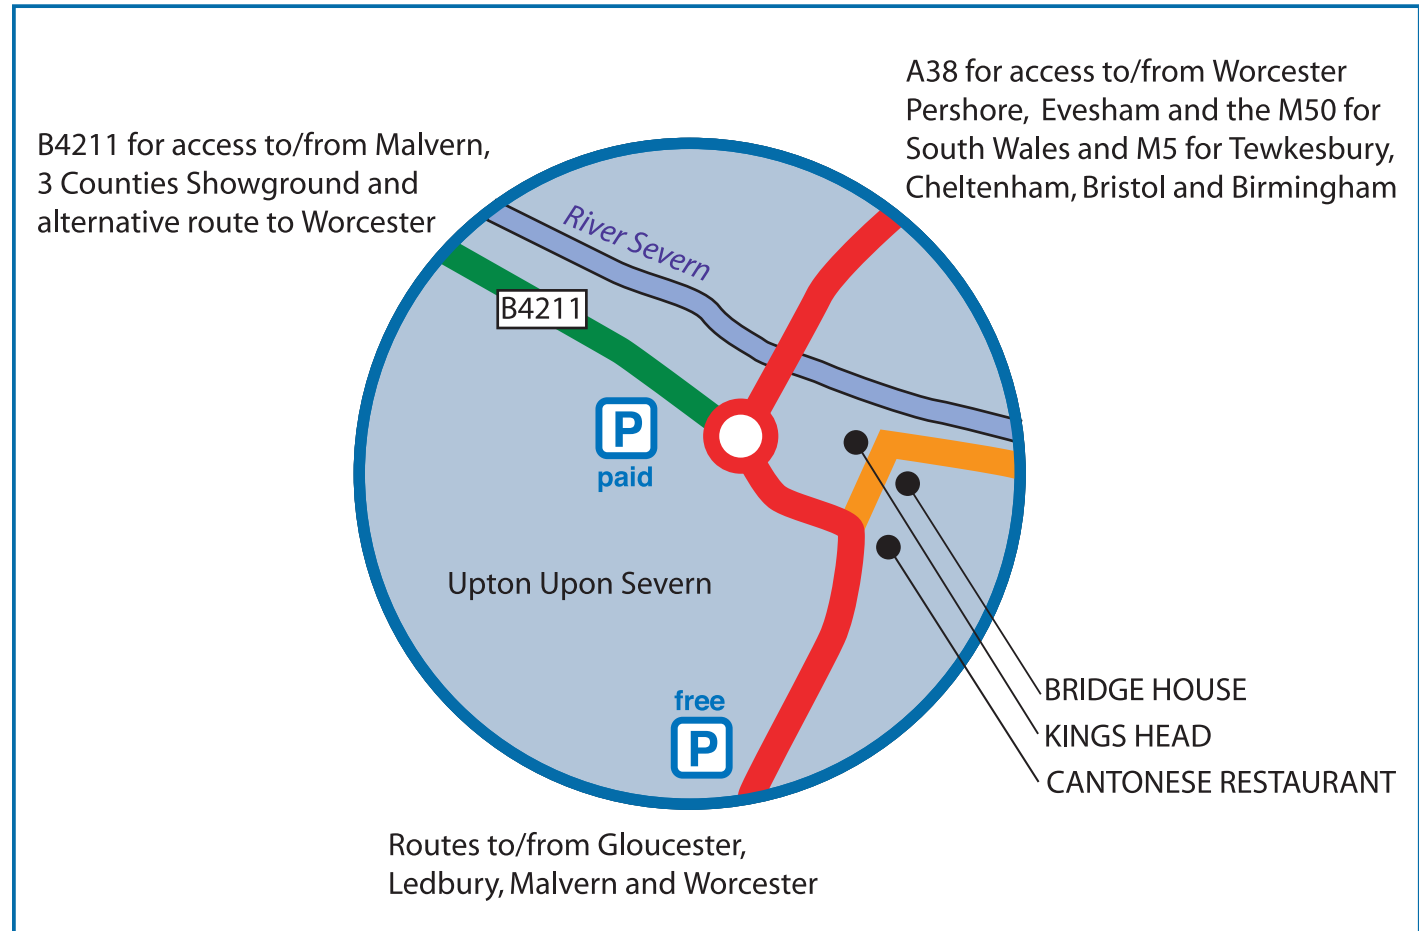 A38 for access to/from Worcester
Pershore, Evesham and the M50 for
South Wales and M5 for Tewkesbury,
Cheltenham, Bristol and Birmingham
B4211 for access to/from Malvern,
3 Counties Showground and
alternative route to Worcester
River Severn
B4211
P
paid
Upton Upon Severn
free
P
BRIDGE HOUSE
KINGS HEAD
CANTONESE RESTAURANT
Routes to/from Gloucester,
Ledbury, Malvern and Worcester